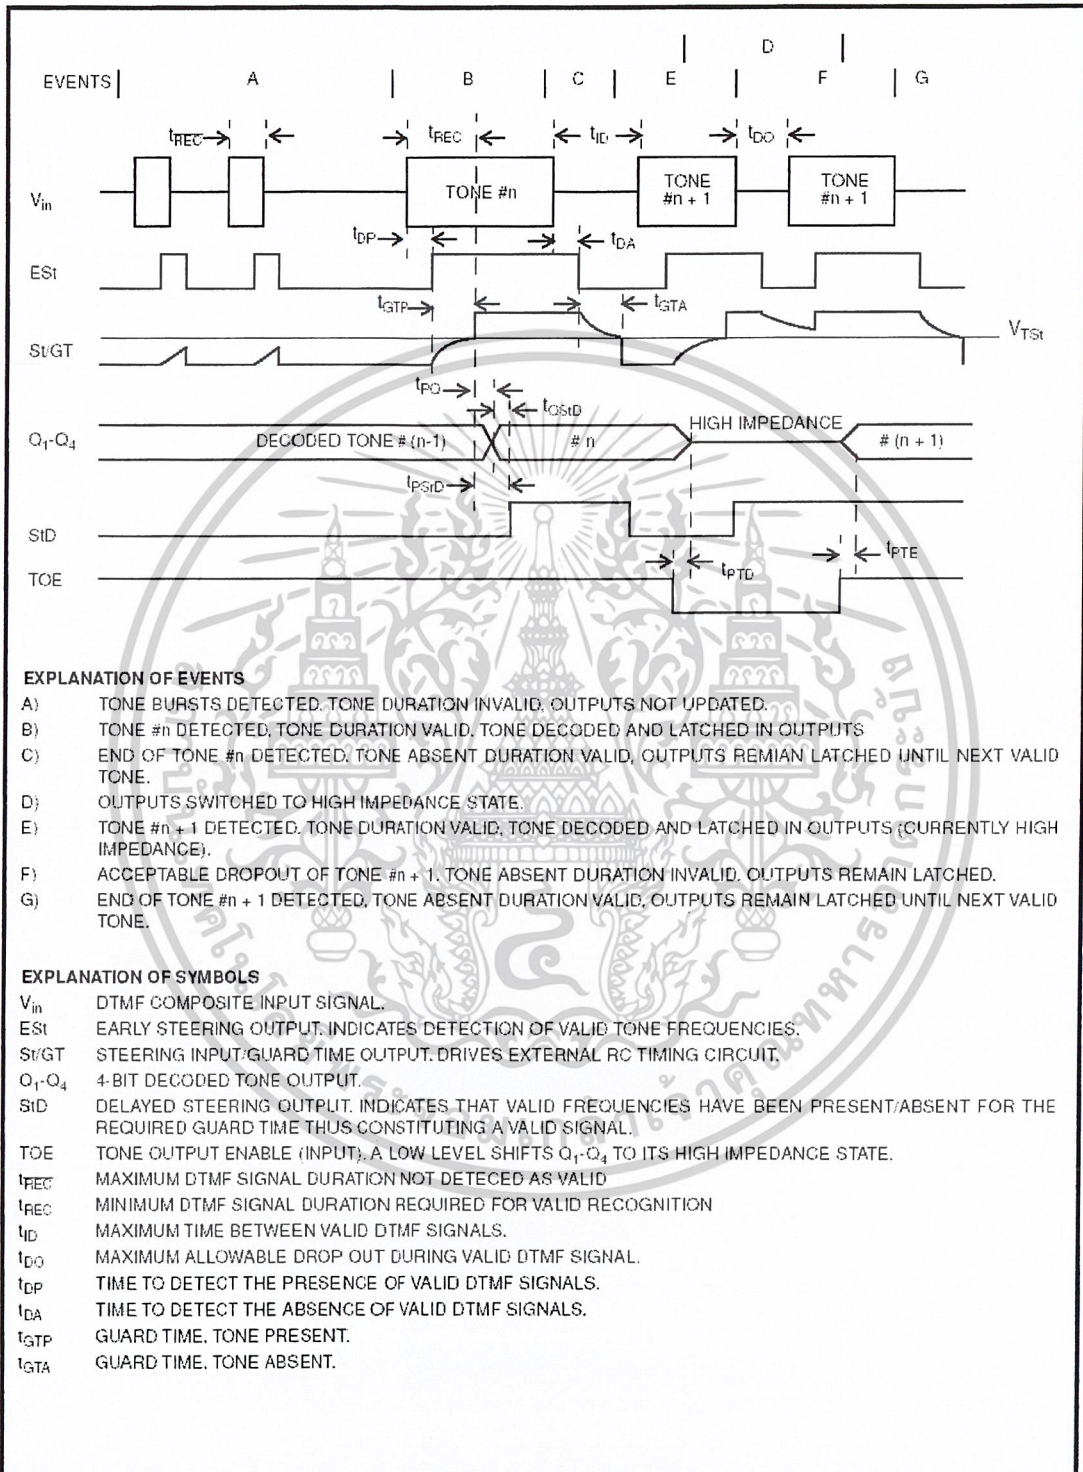 D
EVENTS A B C E F G
tREC tREC tID tDO
Vin TONE #n TONE #n + 1 TONE #n + 1
tDP tDA
ESt
tGTP tGTA
VTSt
St/GT
tPQ tQStD
HIGH IMPEDANCE
Q1-Q4 DECODED TONE # (n-1) # n # (n + 1)
tPSrD
StD
tPTE
TOE tPTD
EXPLANATION OF EVENTS
A) TONE BURSTS DETECTED, TONE DURATION INVALID, OUTPUTS NOT UPDATED.
B) TONE #n DETECTED, TONE DURATION VALID, TONE DECODED AND LATCHED IN OUTPUTS
C) END OF TONE #n DETECTED, TONE ABSENT DURATION VALID, OUTPUTS REMIAN LATCHED UNTIL NEXT VALID
TONE.
D) OUTPUTS SWITCHED TO HIGH IMPEDANCE STATE.
E) TONE #n + 1 DETECTED, TONE DURATION VALID, TONE DECODED AND LATCHED IN OUTPUTS (CURRENTLY HIGH
IMPEDANCE).
F) ACCEPTABLE DROPOUT OF TONE #n + 1, TONE ABSENT DURATION INVALID, OUTPUTS REMAIN LATCHED.
G) END OF TONE #n + 1 DETECTED, TONE ABSENT DURATION VALID, OUTPUTS REMAIN LATCHED UNTIL NEXT VALID
TONE.
EXPLANATION OF SYMBOLS
Vin DTMF COMPOSITE INPUT SIGNAL.
ESt EARLY STEERING OUTPUT. INDICATES DETECTION OF VALID TONE FREQUENCIES.
St/GT STEERING INPUT/GUARD TIME OUTPUT. DRIVES EXTERNAL RC TIMING CIRCUIT.
Q1-Q4 4-BIT DECODED TONE OUTPUT.
StD DELAYED STEERING OUTPUT. INDICATES THAT VALID FREQUENCIES HAVE BEEN PRESENT/ABSENT FOR THE
REQUIRED GUARD TIME THUS CONSTITUTING A VALID SIGNAL.
TOE TONE OUTPUT ENABLE (INPUT). A LOW LEVEL SHIFTS Q1-Q4 TO ITS HIGH IMPEDANCE STATE.
tREC MAXIMUM DTMF SIGNAL DURATION NOT DETECED AS VALID
tREC MINIMUM DTMF SIGNAL DURATION REQUIRED FOR VALID RECOGNITION
tID MAXIMUM TIME BETWEEN VALID DTMF SIGNALS.
tDO MAXIMUM ALLOWABLE DROP OUT DURING VALID DTMF SIGNAL.
tDP TIME TO DETECT THE PRESENCE OF VALID DTMF SIGNALS.
tDA TIME TO DETECT THE ABSENCE OF VALID DTMF SIGNALS.
tGTP GUARD TIME, TONE PRESENT.
tGTA GUARD TIME, TONE ABSENT.